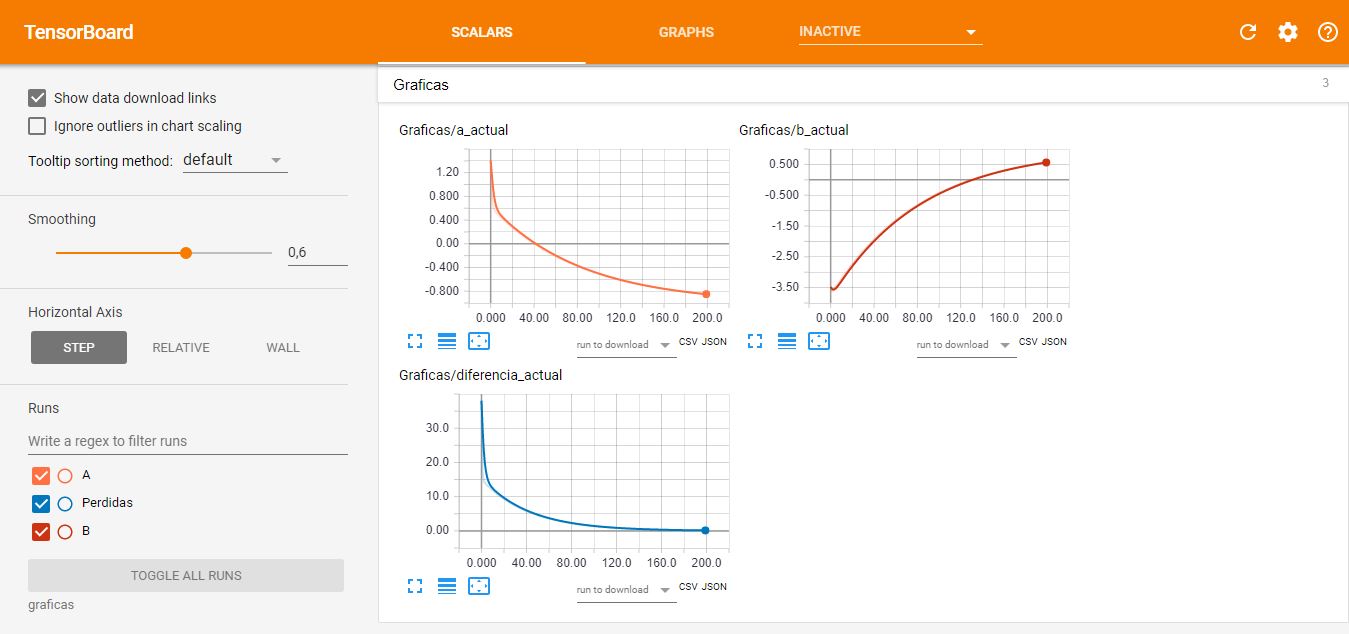 TensorBoard
SCALARS
GRAPHS
INACTIVE
Show data download links
Ignore outliers in chart scaling
Tooltip sorting method: default
Smoothing
0,6
Horizontal Axis
STEP
RELATIVE
WALL
Runs
Write a regex to filter runs
A
Perdidas
B
TOGGLE ALL RUNS
graficas
Graficas
3
Graficas/a_actual
1.20
0.800
0.400
0.00
-0.400
-0.800
0.000 40.00 80.00 120.0 160.0 200.0
run to download CSV JSON
Graficas/b_actual
0.500
-0.500
-1.50
-2.50
-3.50
0.000 40.00 80.00 120.0 160.0 200.0
run to download CSV JSON
Graficas/diferencia_actual
30.0
20.0
10.0
0.00
0.000 40.00 80.00 120.0 160.0 200.0
run to download CSV JSON